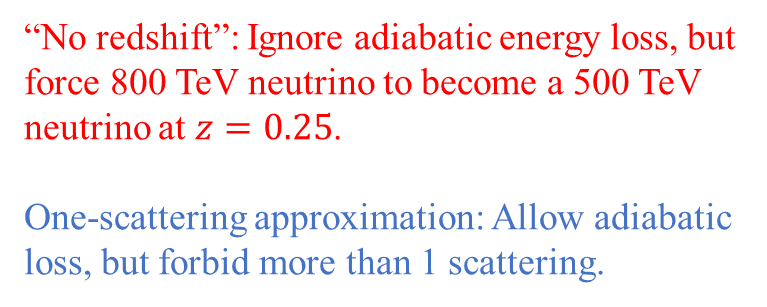 “No redshift”: Ignore adiabatic energy loss, but
force 800 TeV neutrino to become a 500 TeV
neutrino at z = 0.25.
One-scattering approximation: Allow adiabatic
loss, but forbid more than 1 scattering.